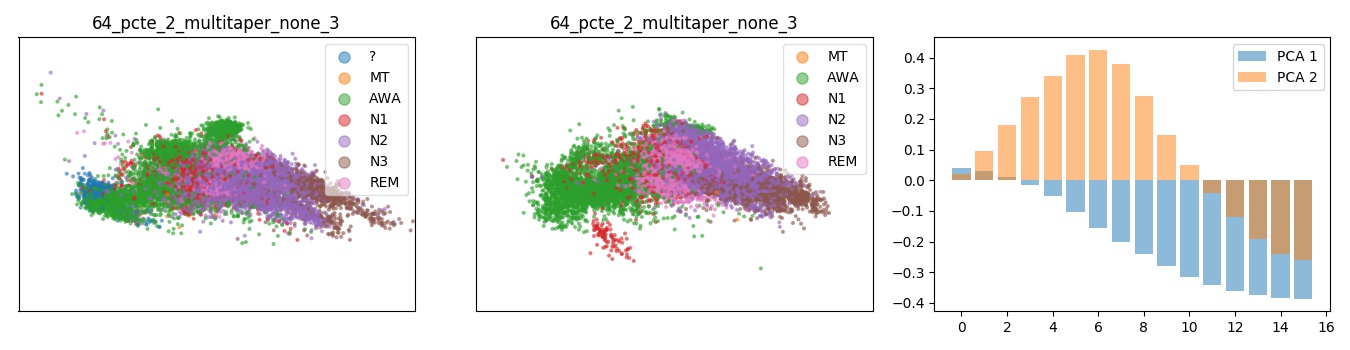 64_pcte_2_multitaper_none_3
?
MT
AWA
N1
N2
N3
REM
64_pcte_2_multitaper_none_3
MT
AWA
N1
N2
N3
REM
PCA 1
PCA 2
0.4
0.3
0.2
0.1
0.0
−0.1
−0.2
−0.3
−0.4
0 2 4 6 8 10 12 14 16